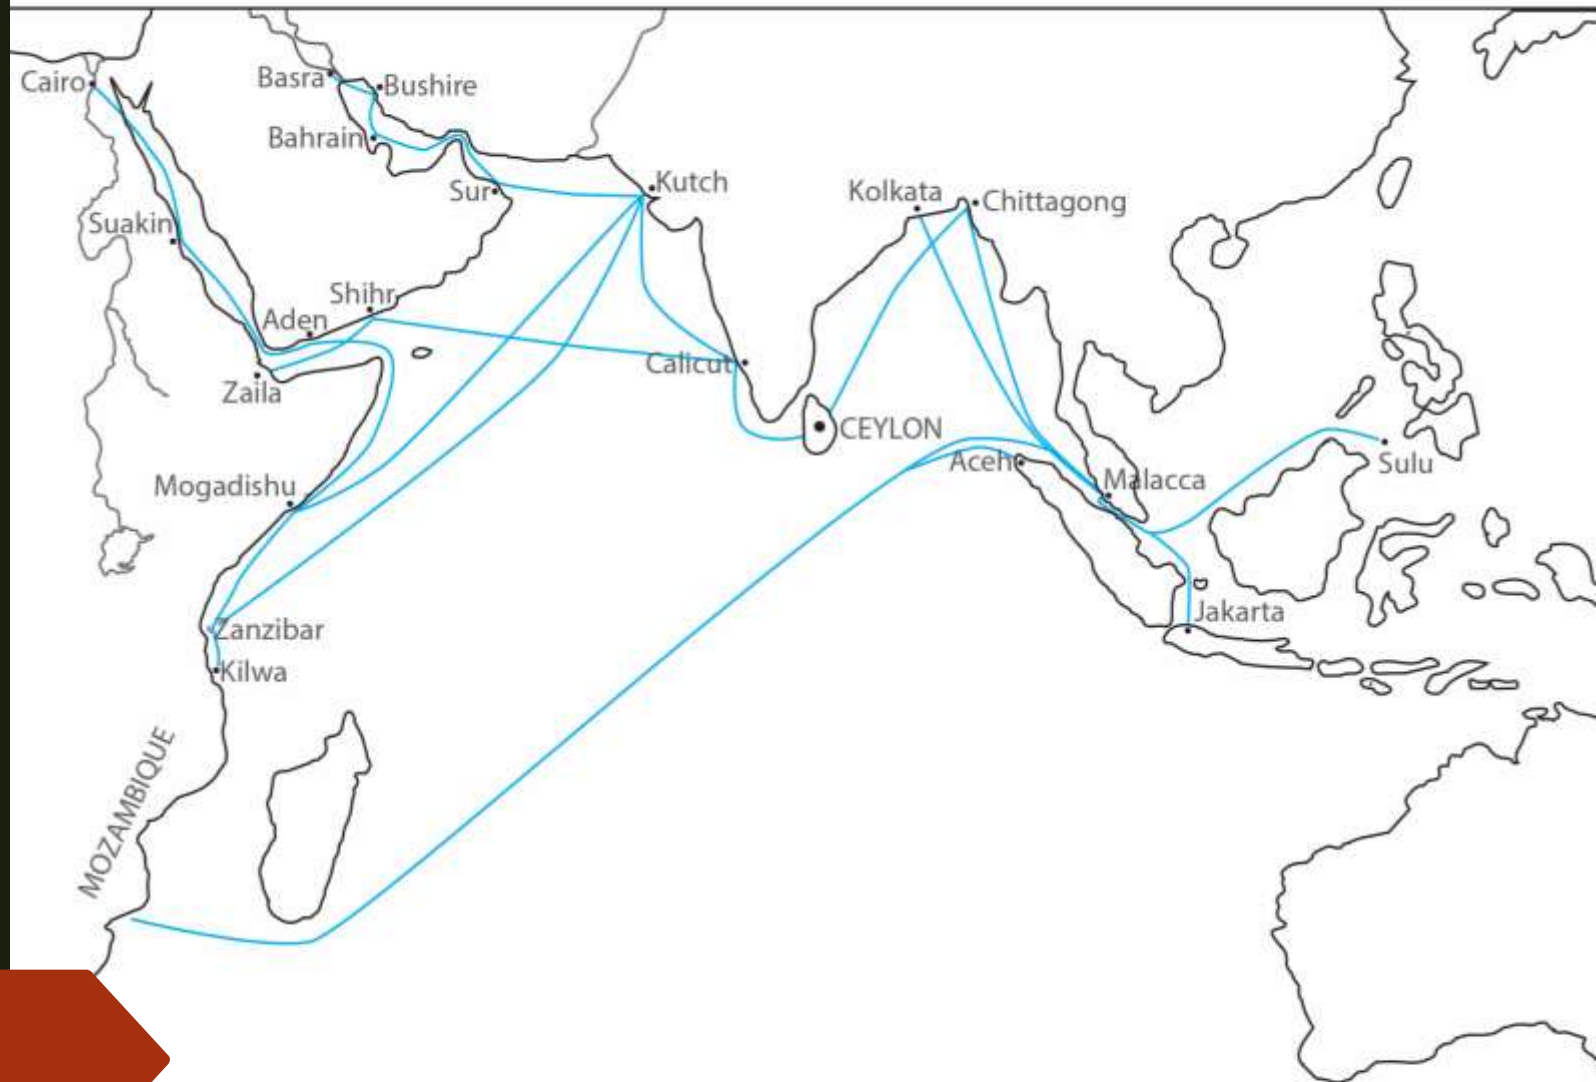 Cairo
Basra
Bushire
Bahrain
Sur
Kutch
Kolkata
Chittagong
Suakin
Shihr
Aden
Zaila
Calicut
CEYLON
Aceh
Malacca
Sulu
Mogadishu
Jakarta
Zanzibar
Kilwa
MOZAMBIQUE